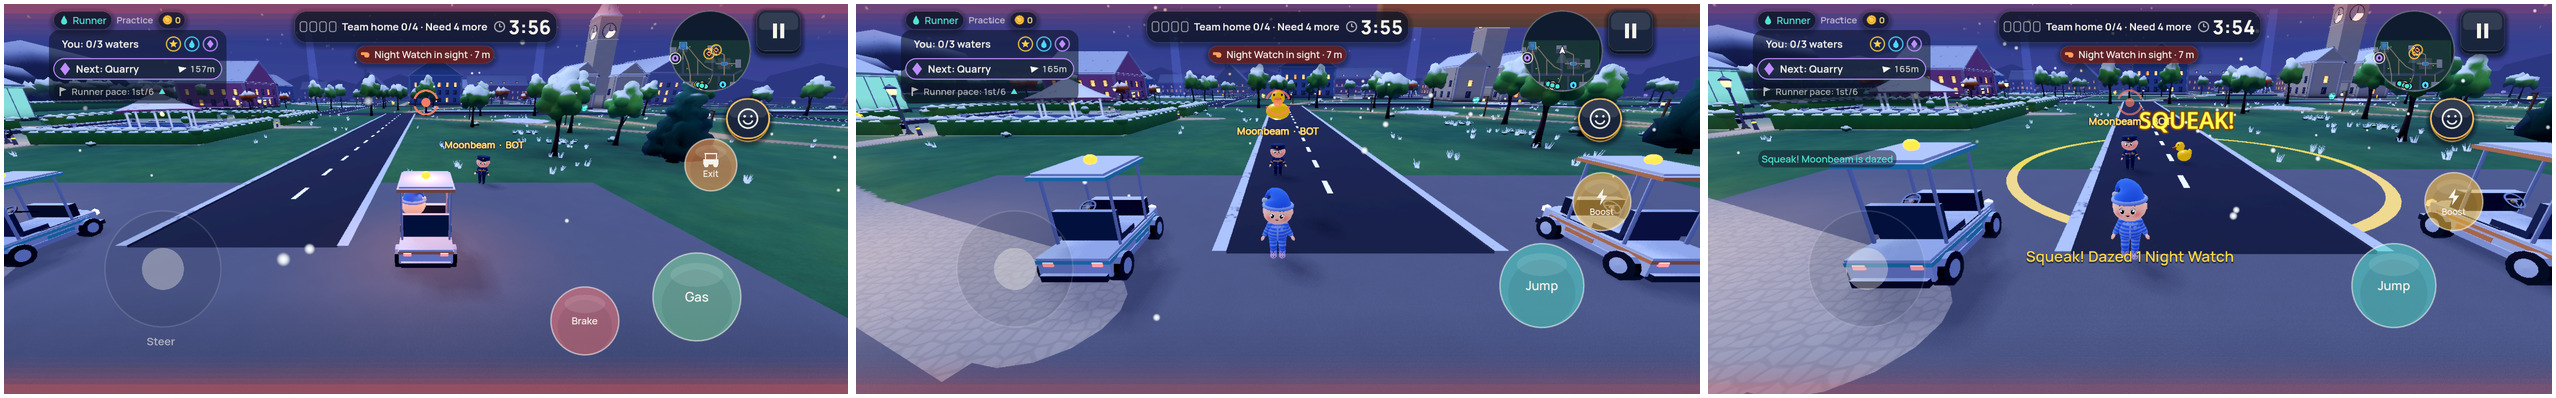 Runner Practice 0
Team home 0/4 · Need 4 more 3:56
You: 0/3 waters
Night Watch in sight · 7 m
Next: Quarry 157m
Runner pace: 1st/6
Moonbeam · BOT
Exit
Gas
Brake
Steer
Runner Practice 0
Team home 0/4 · Need 4 more 3:55
You: 0/3 waters
Night Watch in sight · 7 m
Next: Quarry 165m
Runner pace: 1st/6
Moonbeam · BOT
Boost
Jump
Runner Practice 0
Team home 0/4 · Need 4 more 3:54
You: 0/3 waters
Night Watch in sight · 7 m
Next: Quarry 165m
Runner pace: 1st/6
Moonbeam
SQUEAK!
Squeak! Moonbeam is dazed
Boost
Squeak! Dazed 1 Night Watch
Jump